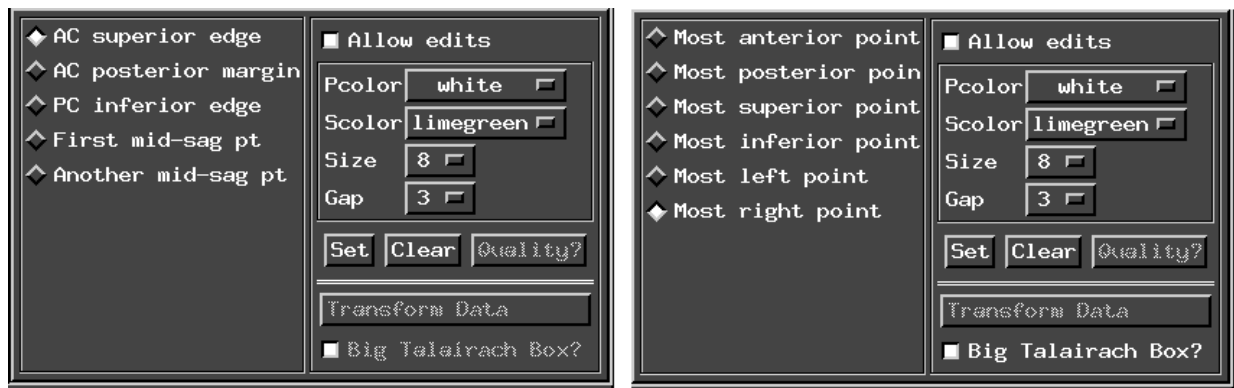 AC superior edge
AC posterior margin
PC inferior edge
First mid-sag pt
Another mid-sag pt
Allow edits
Pcolor white
Scolor limegreen
Size 8
Gap 3
Set Clear Quality?
Transform Data
Big Talairach Box?
Most anterior point
Most posterior poin
Most superior point
Most inferior point
Most left point
Most right point
Allow edits
Pcolor white
Scolor limegreen
Size 8
Gap 3
Set Clear Quality?
Transform Data
Big Talairach Box?